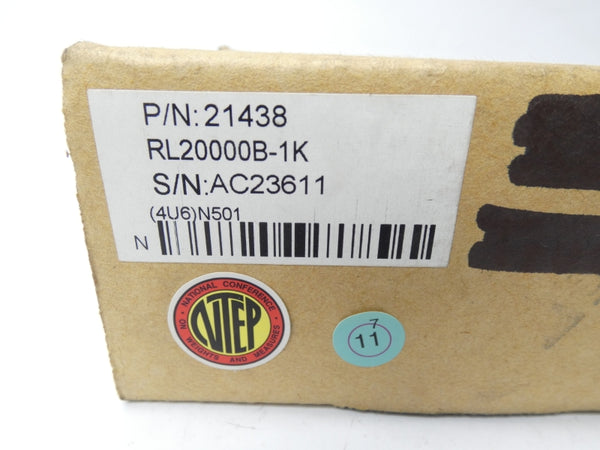 P/N:21438
RL20000B-1K
S/N:AC23611
(4U6)N501
N
NATIONAL CONFERENCE
NTEP
ON WEIGHTS AND MEASURES
7
11